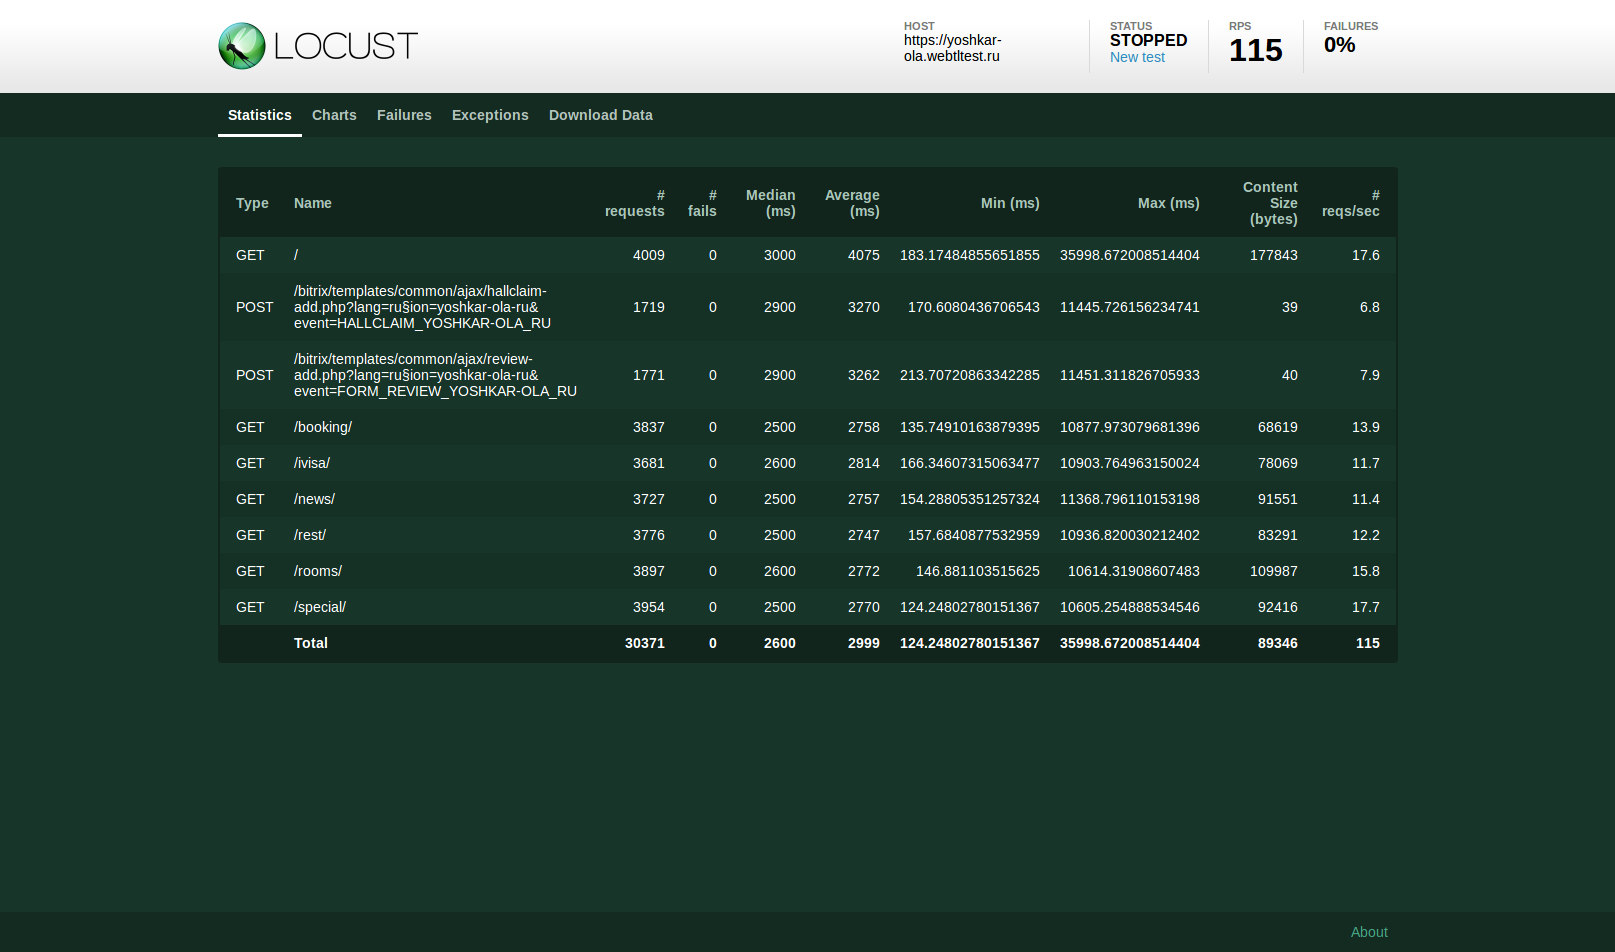 LOCUST
HOST
https://yoshkar-
ola.webtltest.ru
STATUS
STOPPED
New test
RPS
115
FAILURES
0%
Statistics Charts Failures Exceptions Download Data
Type Name # requests # fails Median (ms) Average (ms) Min (ms) Max (ms) Content Size (bytes) # reqs/sec
GET / 4009 0 3000 4075 183.17484855651855 35998.672008514404 177843 17.6
/bitrix/templates/common/ajax/hallclaim-
POST add.php?lang=ru§ion=yoshkar-ola-ru& 1719 0 2900 3270 170.6080436706543 11445.726156234741 39 6.8
event=HALLCLAIM_YOSHKAR-OLA_RU
/bitrix/templates/common/ajax/review-
POST add.php?lang=ru§ion=yoshkar-ola-ru& 1771 0 2900 3262 213.70720863342285 11451.311826705933 40 7.9
event=FORM_REVIEW_YOSHKAR-OLA_RU
GET /booking/ 3837 0 2500 2758 135.74910163879395 10877.973079681396 68619 13.9
GET /ivisa/ 3681 0 2600 2814 166.34607315063477 10903.764963150024 78069 11.7
GET /news/ 3727 0 2500 2757 154.28805351257324 11368.796110153198 91551 11.4
GET /rest/ 3776 0 2500 2747 157.6840877532959 10936.820030212402 83291 12.2
GET /rooms/ 3897 0 2600 2772 146.881103515625 10614.31908607483 109987 15.8
GET /special/ 3954 0 2500 2770 124.24802780151367 10605.254888534546 92416 17.7
Total 30371 0 2600 2999 124.24802780151367 35998.672008514404 89346 115
About